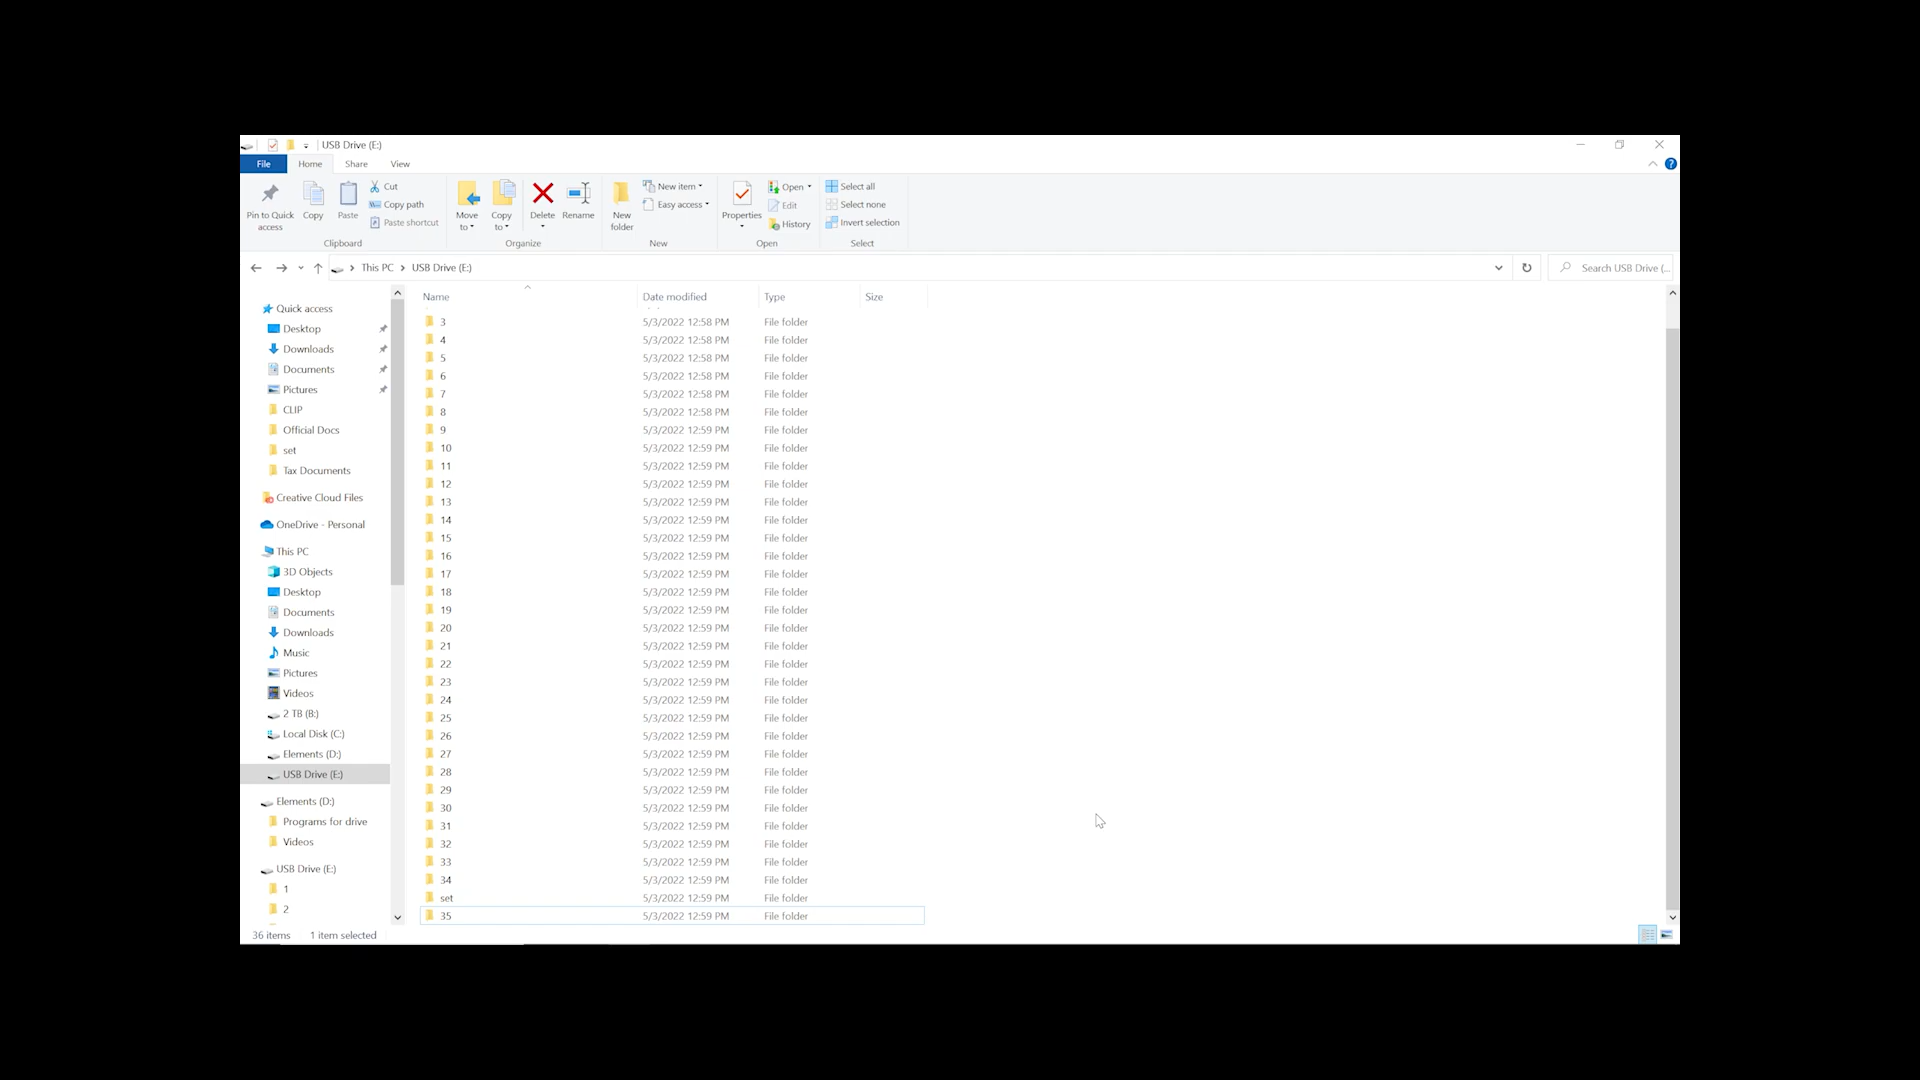 USB Drive (E:)
File Home Share View
Pin to Quick access
Copy
Paste
Cut
Copy path
Paste shortcut
Clipboard
Move to
Copy to
Delete
Rename
Organize
New folder
New item
Easy access
New
Properties
Open
Edit
History
Open
Select all
Select none
Invert selection
Select
This PC > USB Drive (E:)
Search USB Drive (...
Quick access
Desktop
Downloads
Documents
Pictures
CLIP
Official Docs
set
Tax Documents
Creative Cloud Files
OneDrive - Personal
This PC
3D Objects
Desktop
Documents
Downloads
Music
Pictures
Videos
2 TB (B:)
Local Disk (C:)
Elements (D:)
USB Drive (E:)
Elements (D:)
Programs for drive
Videos
USB Drive (E:)
1
2
Name Date modified Type Size
3 5/3/2022 12:58 PM File folder
4 5/3/2022 12:58 PM File folder
5 5/3/2022 12:58 PM File folder
6 5/3/2022 12:58 PM File folder
7 5/3/2022 12:58 PM File folder
8 5/3/2022 12:58 PM File folder
9 5/3/2022 12:59 PM File folder
10 5/3/2022 12:59 PM File folder
11 5/3/2022 12:59 PM File folder
12 5/3/2022 12:59 PM File folder
13 5/3/2022 12:59 PM File folder
14 5/3/2022 12:59 PM File folder
15 5/3/2022 12:59 PM File folder
16 5/3/2022 12:59 PM File folder
17 5/3/2022 12:59 PM File folder
18 5/3/2022 12:59 PM File folder
19 5/3/2022 12:59 PM File folder
20 5/3/2022 12:59 PM File folder
21 5/3/2022 12:59 PM File folder
22 5/3/2022 12:59 PM File folder
23 5/3/2022 12:59 PM File folder
24 5/3/2022 12:59 PM File folder
25 5/3/2022 12:59 PM File folder
26 5/3/2022 12:59 PM File folder
27 5/3/2022 12:59 PM File folder
28 5/3/2022 12:59 PM File folder
29 5/3/2022 12:59 PM File folder
30 5/3/2022 12:59 PM File folder
31 5/3/2022 12:59 PM File folder
32 5/3/2022 12:59 PM File folder
33 5/3/2022 12:59 PM File folder
34 5/3/2022 12:59 PM File folder
set 5/3/2022 12:59 PM File folder
35 5/3/2022 12:59 PM File folder
36 items 1 item selected